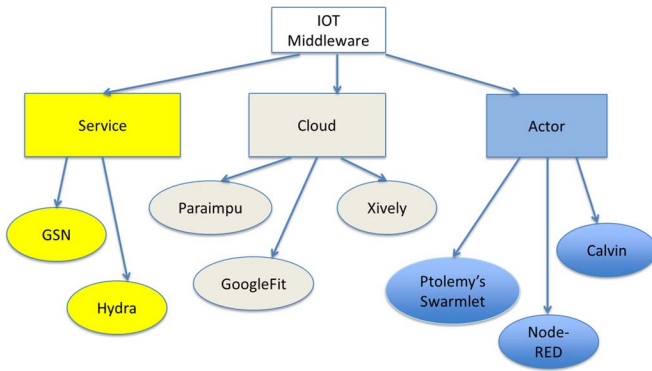 IOT
Middleware
Service
Cloud
Actor
Paraimpu
Xively
GSN
Calvin
GoogleFit
Ptolemy's
Swarmlet
Hydra
Node-
RED